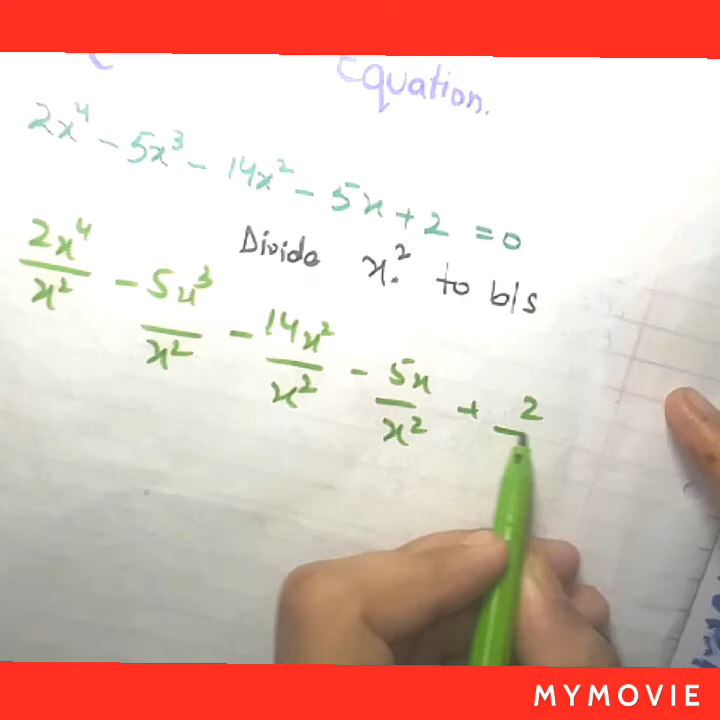 Equation.
2x⁴ - 5x³ - 14x² - 5x + 2 = 0
Divide x² to b/s
2x⁴/x² - 5x³/x² - 14x²/x² - 5x/x² + 2
MYMOVIE